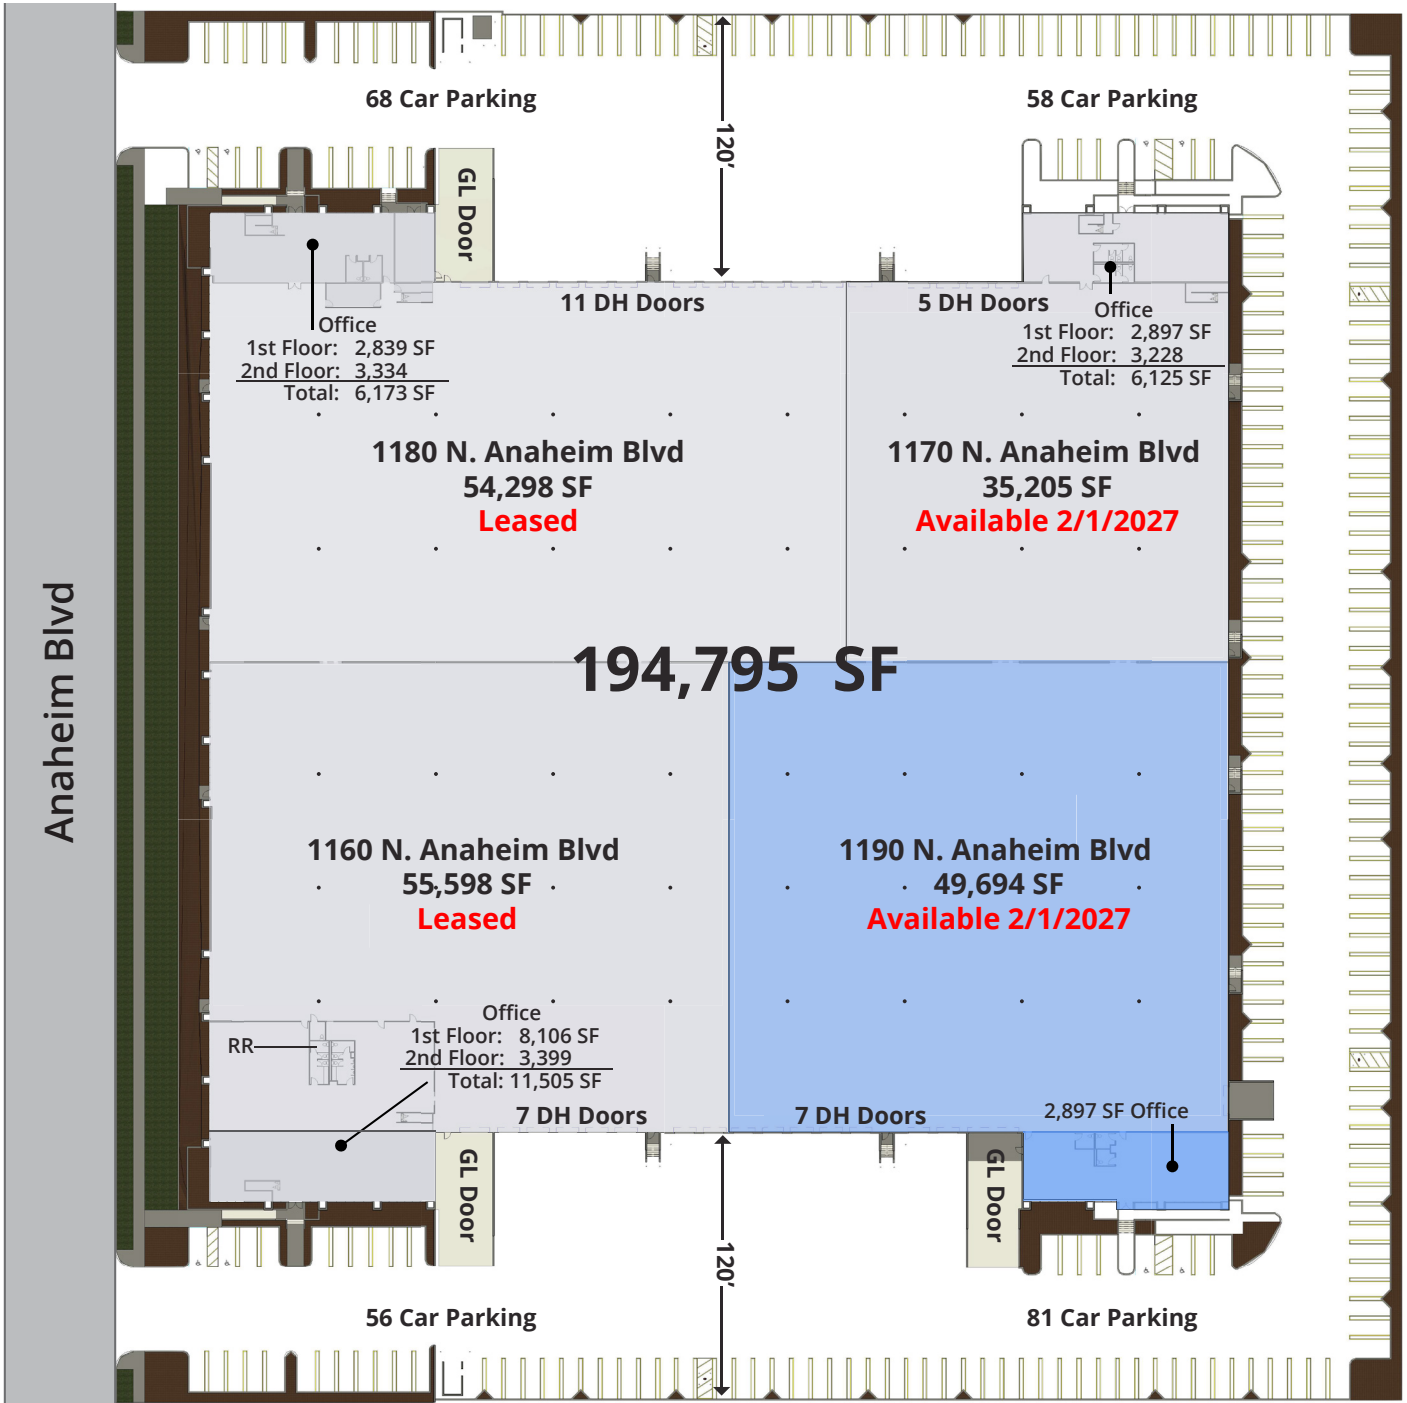 68 Car Parking
58 Car Parking
120'
GL Door
11 DH Doors
5 DH Doors
Office
1st Floor: 2,839 SF
2nd Floor: 3,334
Total: 6,173 SF
Office
1st Floor: 2,897 SF
2nd Floor: 3,228
Total: 6,125 SF
1180 N. Anaheim Blvd
54,298 SF
Leased
1170 N. Anaheim Blvd
35,205 SF
Available 2/1/2027
Anaheim Blvd
194,795 SF
1160 N. Anaheim Blvd
55,598 SF
Leased
1190 N. Anaheim Blvd
49,694 SF
Available 2/1/2027
RR
Office
1st Floor: 8,106 SF
2nd Floor: 3,399
Total: 11,505 SF
7 DH Doors
7 DH Doors
2,897 SF Office
GL Door
GL Door
120'
56 Car Parking
81 Car Parking